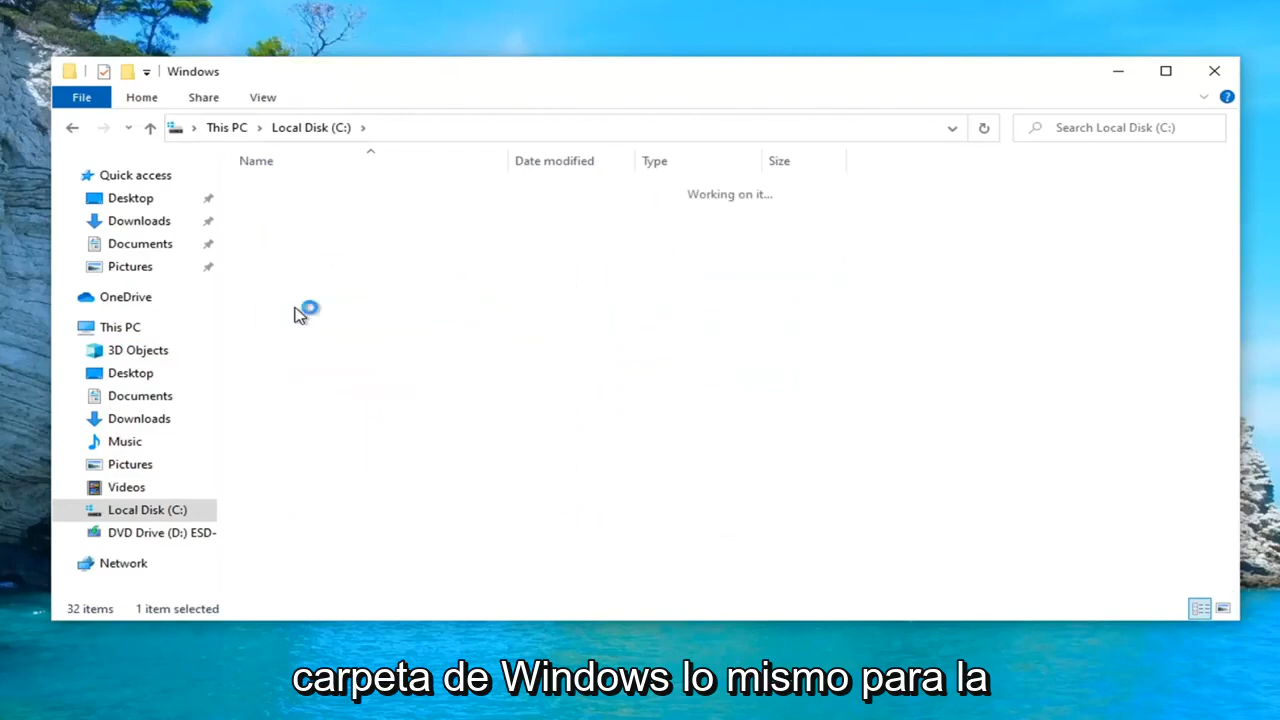 Windows
File Home Share View
This PC Local Disk (C:)
Search Local Disk (C:)
Name Date modified Type Size
Working on it...
Quick access
Desktop
Downloads
Documents
Pictures
OneDrive
This PC
3D Objects
Desktop
Documents
Downloads
Music
Pictures
Videos
Local Disk (C:)
DVD Drive (D:) ESD-
Network
32 items 1 item selected
carpeta de Windows lo mismo para la